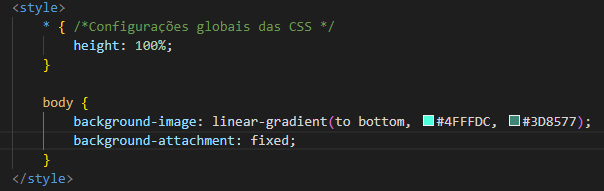 <style>
* { /*Configurações globais das CSS */
height: 100%;
}
body {
background-image: linear-gradient(to bottom, #4FFFDC, #3D8577);
background-attachment: fixed;
}
</style>